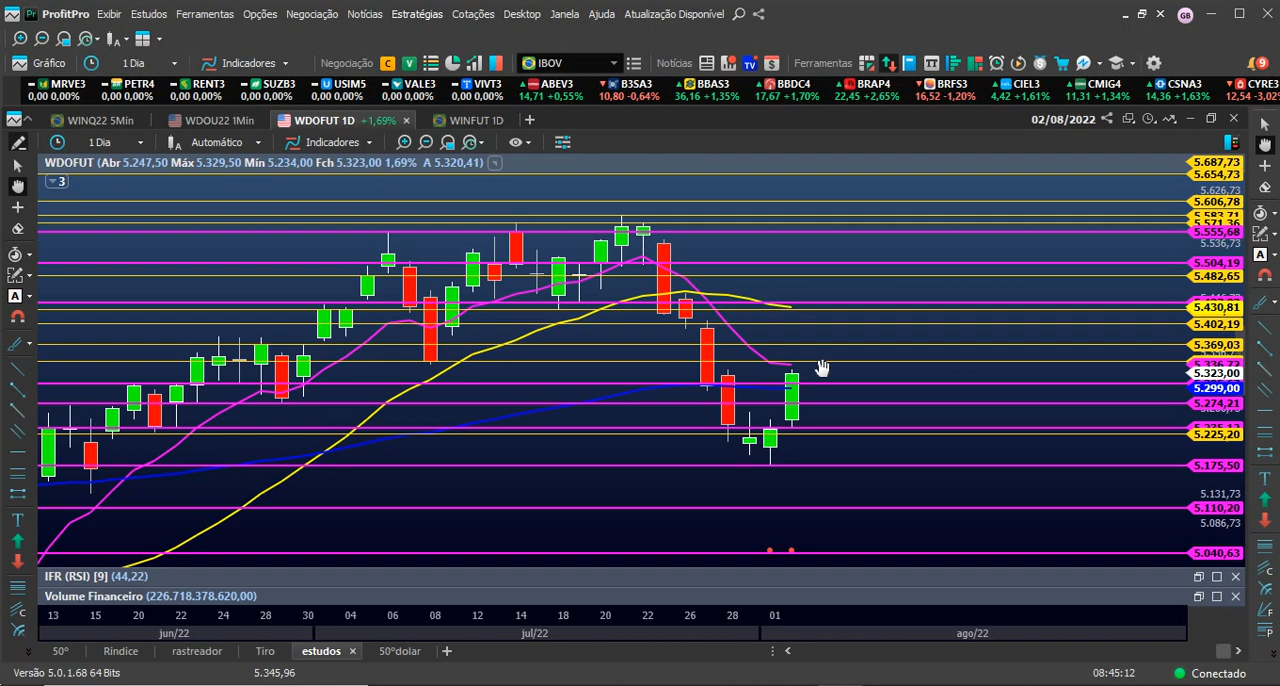 ProfitPro Exibir Estudos Ferramentas Opções Negociação Notícias Estratégias Cotações Desktop Janela Ajuda Atualização Disponível GB
Gráfico 1 Dia Indicadores Negociação C V IBOV Notícias TV Ferramentas 9
MRVE3 PETR4 RENT3 SUZB3 USIM5 VALE3 VIVT3 ABEV3 B3SA3 BBAS3 BBDC4 BRAP4 BRFS3 CIEL3 CMIG4 CSNA3 CYRE3
0,00 0,00% 0,00 0,00% 0,00 0,00% 0,00 0,00% 0,00 0,00% 0,00 0,00% 0,00 0,00% 14,71 +0,55% 10,80 -0,64% 36,16 +1,35% 17,67 +1,70% 22,45 +2,65% 16,52 -1,20% 4,42 +1,61% 11,31 +1,34% 14,36 +1,63% 12,54 -3,02%
WINQ22 5Min WDOU22 1Min WDOFUT 1D +1,69% WINFUT 1D 02/08/2022
1 Dia Automático Indicadores
WDOFUT (Abr 5.247,50 Máx 5.329,50 Mín 5.234,00 Fch 5.323,00 1,69% A 5.320,41)
3
5.687,73
5.654,73
5.626,73
5.606,78
5.583,71
5.571,36
5.555,68
5.536,73
5.504,19
5.482,65
5.430,81
5.402,19
5.369,03
5.336,72
5.323,00
5.299,00
5.274,21
5.225,20
5.175,50
5.131,73
5.110,20
5.086,73
5.040,63
IFR (RSI) [9] (44,22)
Volume Financeiro (226.718.378.620,00)
13 15 20 22 24 28 30 04 06 08 12 14 18 20 22 26 28 01
jun/22 jul/22 ago/22
50° Rindice rastreador Tiro estudos 50°dolar
Versão 5.0.1.68 64 Bits 5.345,96 08:45:12 Conectado